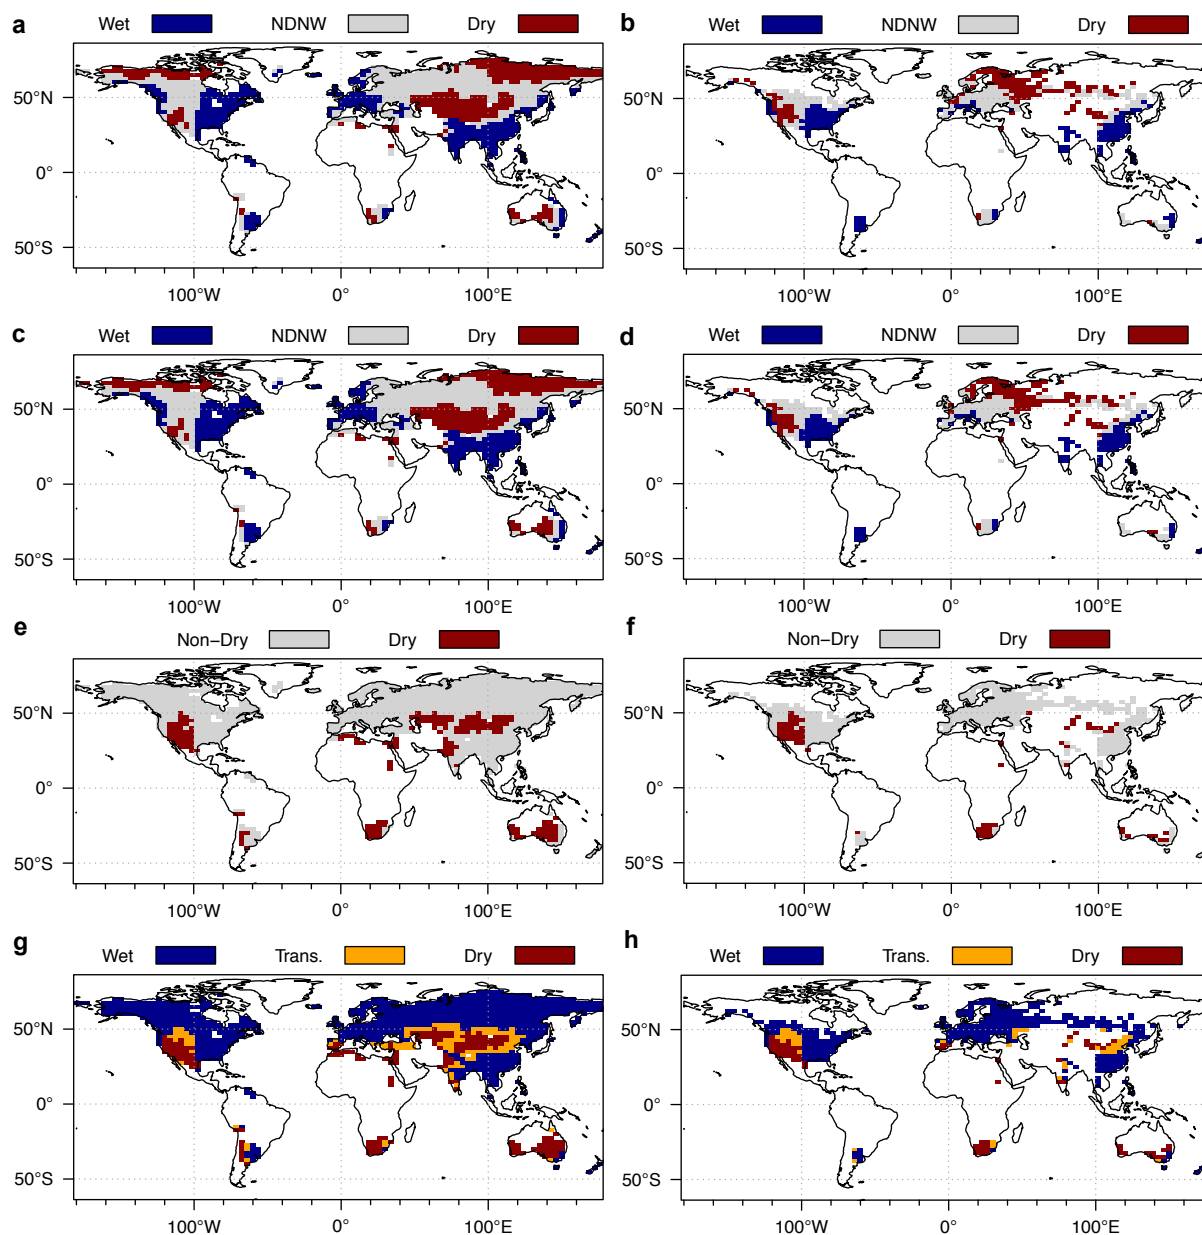 a Wet NDNW Dry
b Wet NDNW Dry
50°N
0°
50°S
100°W 0° 100°E
50°N
0°
50°S
100°W 0° 100°E
c Wet NDNW Dry
d Wet NDNW Dry
50°N
0°
50°S
100°W 0° 100°E
50°N
0°
50°S
100°W 0° 100°E
e Non−Dry Dry
f Non−Dry Dry
50°N
0°
50°S
100°W 0° 100°E
50°N
0°
50°S
100°W 0° 100°E
g Wet Trans. Dry
h Wet Trans. Dry
50°N
0°
50°S
100°W 0° 100°E
50°N
0°
50°S
100°W 0° 100°E